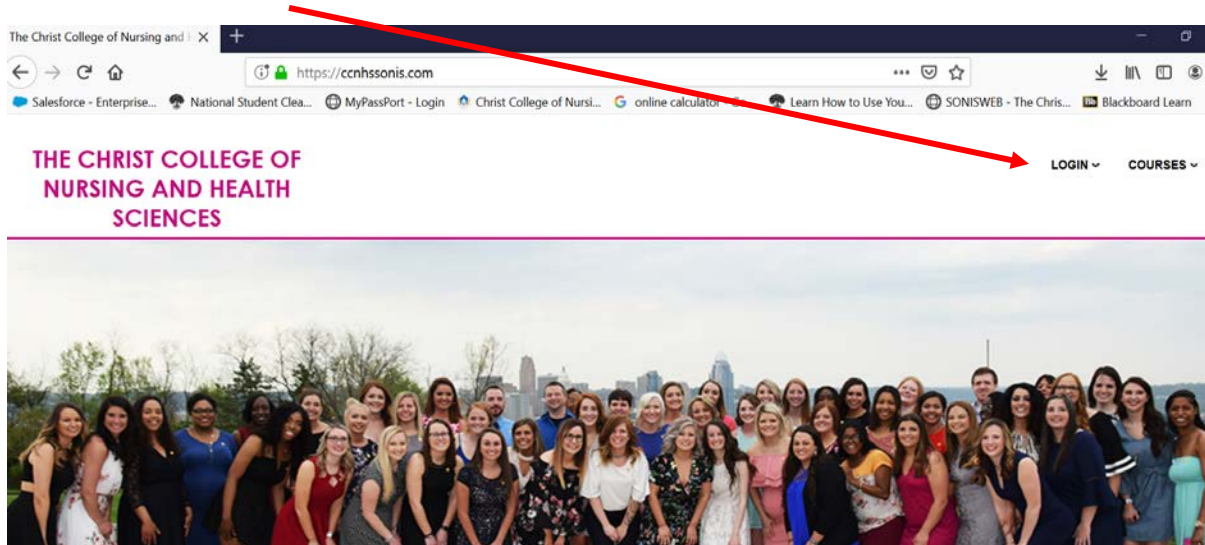 The Christ College of Nursing and H
https://ccnhssonis.com
Salesforce - Enterprise... National Student Clea... MyPassPort - Login Christ College of Nursi... online calculator Learn How to Use You... SONISWEB - The Chris... Bb Blackboard Learn
THE CHRIST COLLEGE OF
NURSING AND HEALTH
SCIENCES
LOGIN COURSES